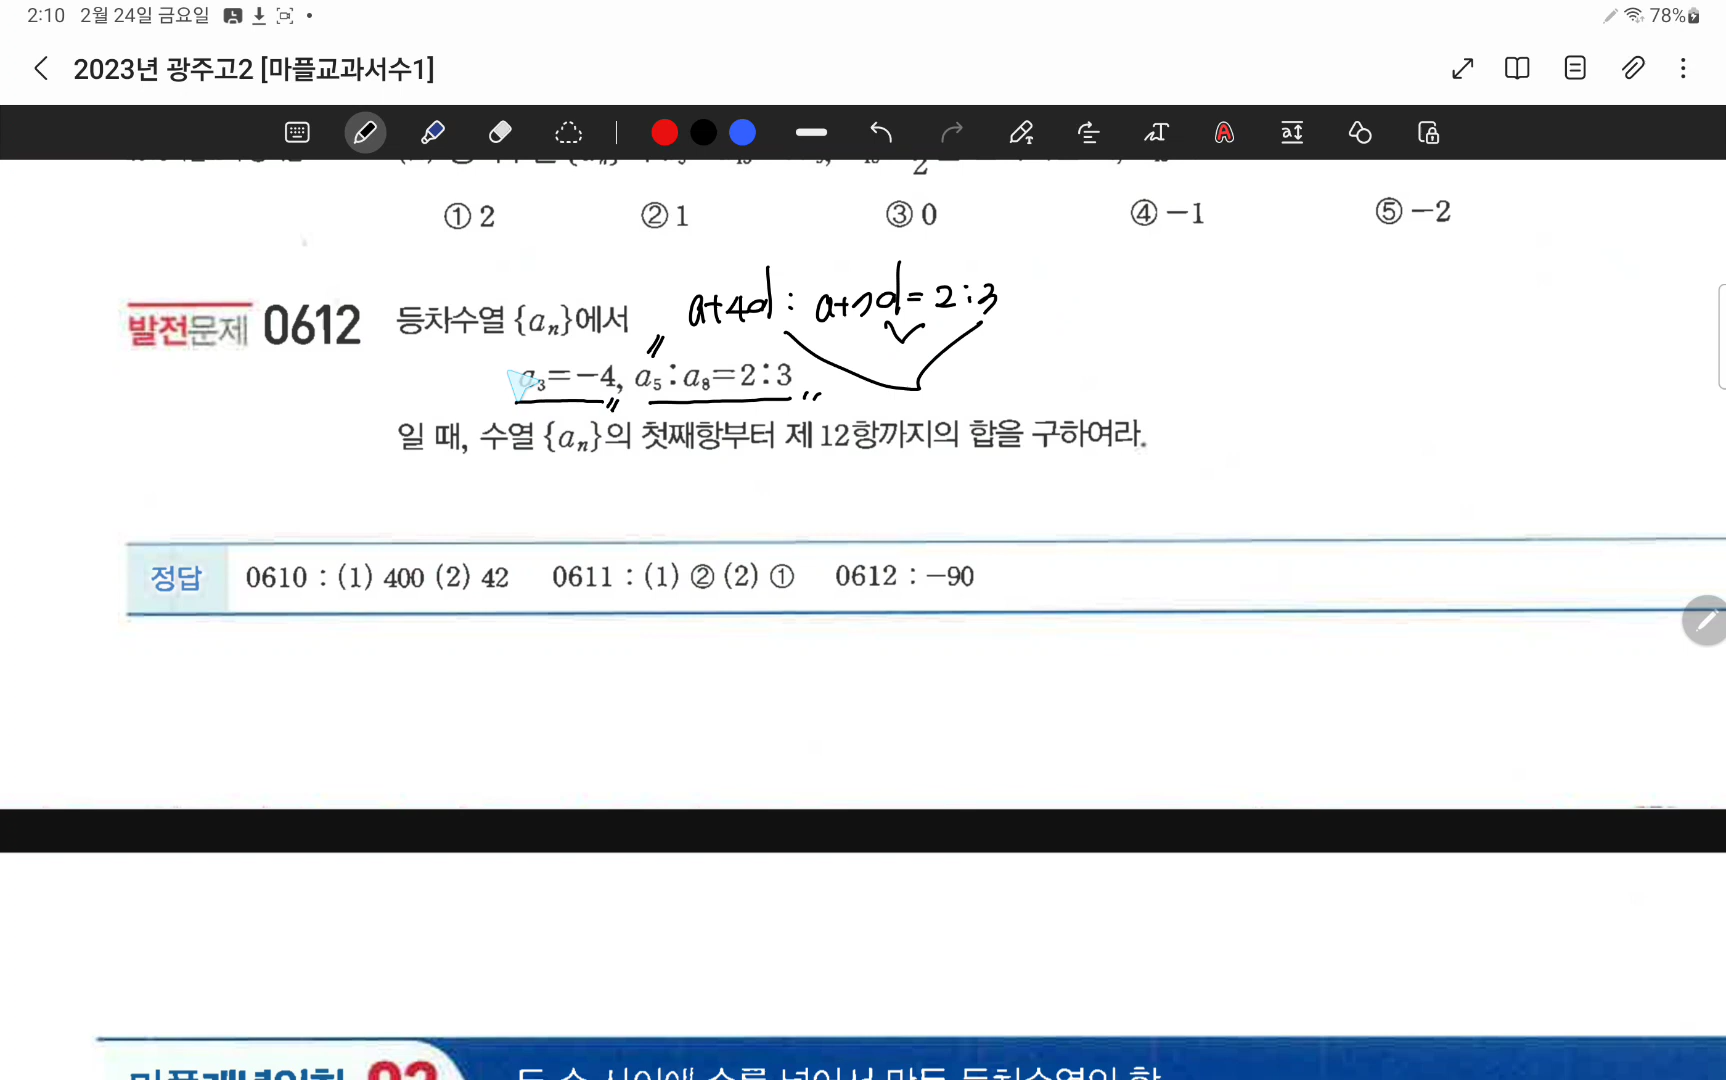 2:10 2월 24일 금요일
78%
2023년 광주고2 [마플교과서수1]
2
① 2 ② 1 ③ 0 ④ -1 ⑤ -2
a+4d : a+7d = 2 : 3
발전문제 0612 등차수열 {aₙ}에서
a₃=-4, a₅ : a₈=2 : 3
일 때, 수열 {aₙ}의 첫째항부터 제12항까지의 합을 구하여라.
정답 0610 : (1) 400 (2) 42 0611 : (1) ② (2) ① 0612 : -90